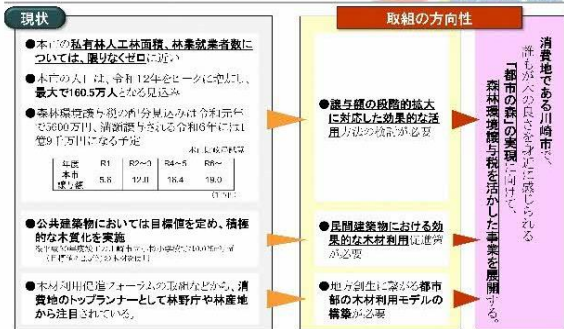 現状
●本市の私有林人工林面積、林業就業者数に
ついては、限りなくゼロに近い
●本市の人口は、令和12年をピークに増加し、
最大で160.5万人となる見込み
●森林環境譲与税の配分見込みは令和元年
で5600万円、満額譲与される令和6年には1
億9千万円になる予定
年度 R1 R2~3 R4~5 R6~
本市
譲与額 5.6 12.0 16.4 19.0
●公共建築物においては目標値を定め、積極
的な木質化を実施
●木材利用促進フォーラムの取組などから、消
費地のトップランナーとして林野庁や林産地
から注目されている。
取組の方向性
●譲与額の段階的拡大
に対応した効果的な活
用方法の検討が必要
●民間建築物における効
果的な木材利用促進策
が必要
●地方創生に繋がる都市
部の木材利用モデルの
構築が必要
消費地である川崎市で、
誰もが木の良さを身近に感じられる
「都市の森」の実現に向けて、
森林環境譲与税を活かした事業を展開する。